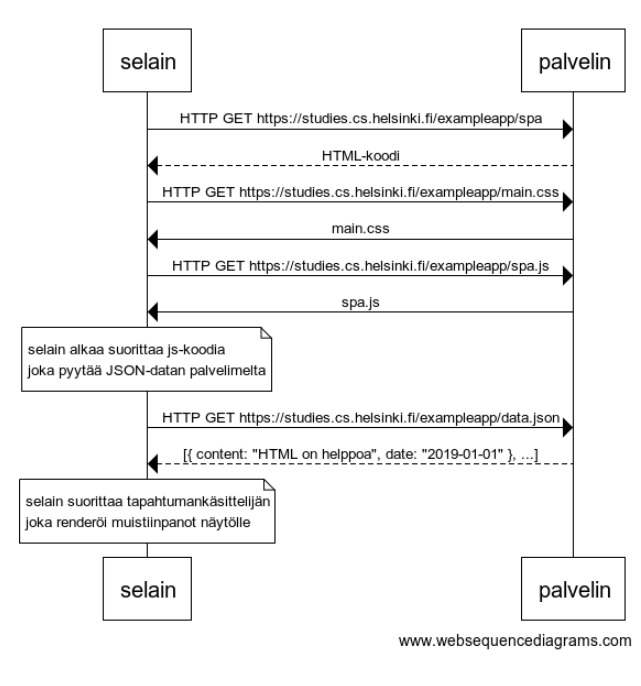 selain palvelin
HTTP GET https://studies.cs.helsinki.fi/exampleapp/spa
HTML-koodi
HTTP GET https://studies.cs.helsinki.fi/exampleapp/main.css
main.css
HTTP GET https://studies.cs.helsinki.fi/exampleapp/spa.js
spa.js
selain alkaa suorittaa js-koodia
joka pyytää JSON-datan palvelimelta
HTTP GET https://studies.cs.helsinki.fi/exampleapp/data.json
[{ content: "HTML on helppoa", date: "2019-01-01" }, ...]
selain suorittaa tapahtumankäsittelijän
joka renderöi muistiinpanot näytölle
selain palvelin
www.websequencediagrams.com